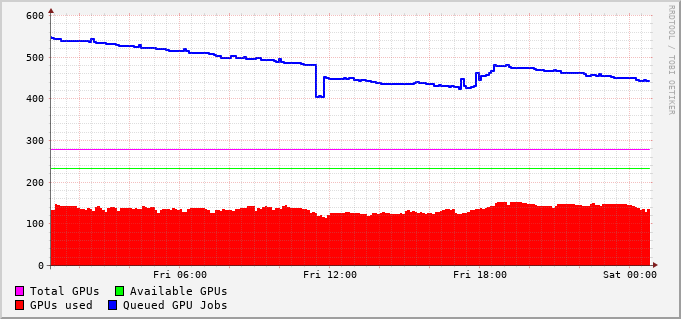 600
500
400
300
200
100
0
Fri 06:00 Fri 12:00 Fri 18:00 Sat 00:00
Total GPUs Available GPUs
GPUs used Queued GPU Jobs
RRDTOOL / TOBI OETIKER